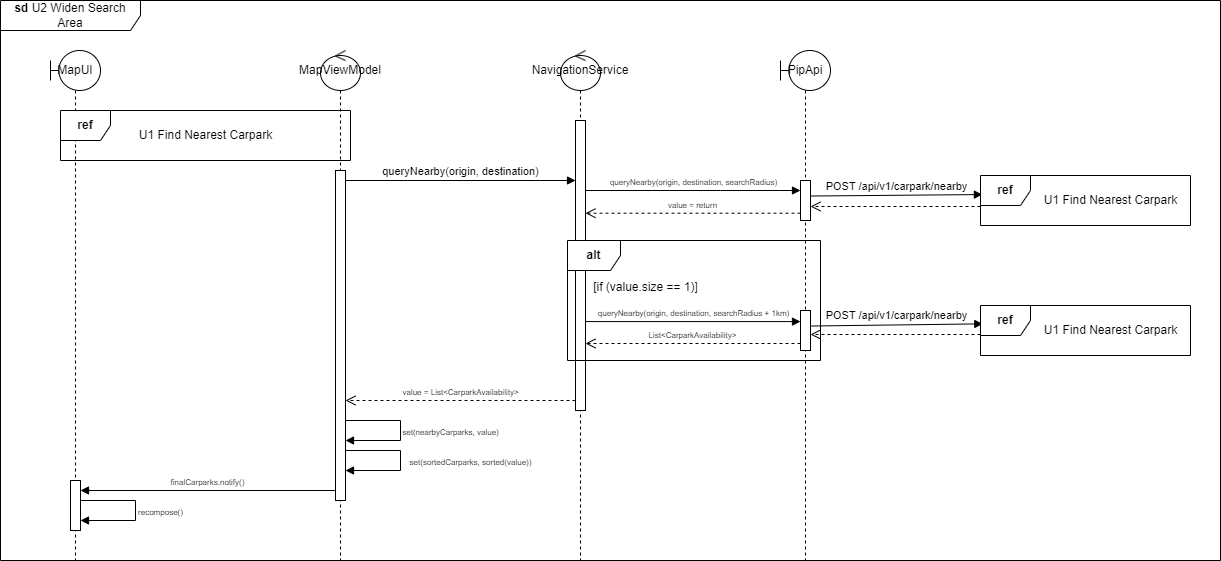 sd U2 Widen Search
Area
MapUI
MapViewModel
NavigationService
PipApi
ref
U1 Find Nearest Carpark
queryNearby(origin, destination)
queryNearby(origin, destination, searchRadius)
POST /api/v1/carpark/nearby
ref
U1 Find Nearest Carpark
value = return
alt
[if (value.size == 1)]
queryNearby(origin, destination, searchRadius + 1km)
POST /api/v1/carpark/nearby
ref
U1 Find Nearest Carpark
List<CarparkAvailability>
value = List<CarparkAvailability>
set(nearbyCarparks, value)
set(sortedCarparks, sorted(value))
finalCarparks.notify()
recompose()